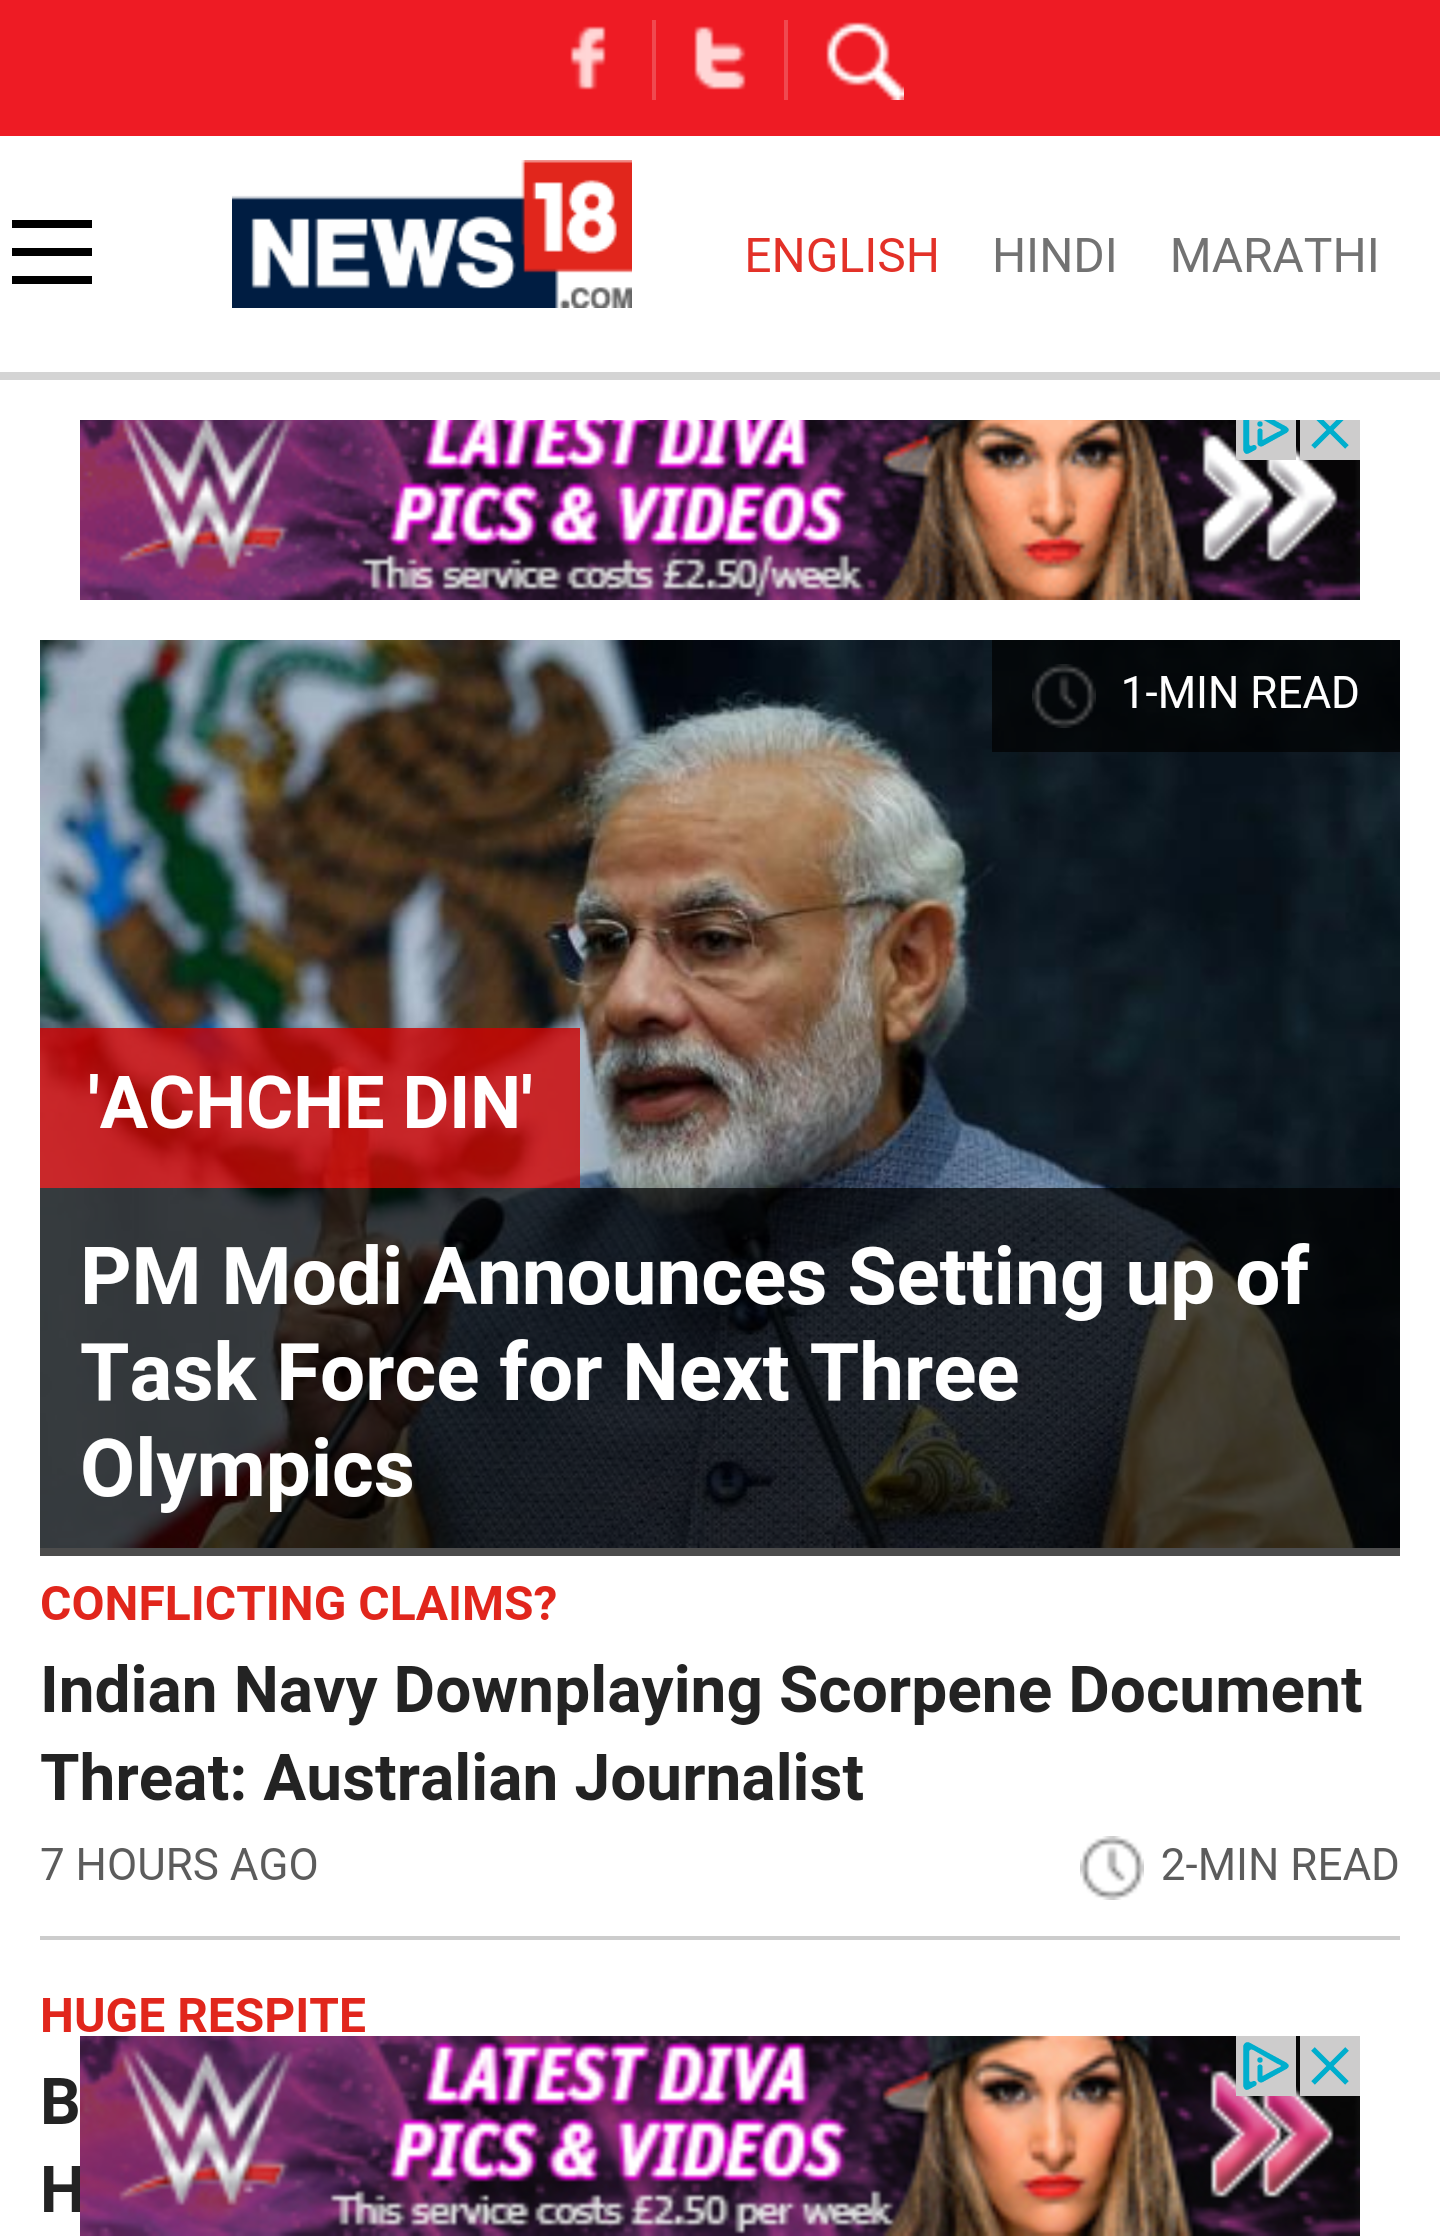 NEWS 18
.COM
ENGLISH HINDI MARATHI
LATEST DIVA
PICS & VIDEOS
This service costs £2.50/week
1-MIN READ
'ACHCHE DIN'
PM Modi Announces Setting up of
Task Force for Next Three
Olympics
CONFLICTING CLAIMS?
Indian Navy Downplaying Scorpene Document
Threat: Australian Journalist
7 HOURS AGO 2-MIN READ
HUGE RESPITE
B
H
LATEST DIVA
PICS & VIDEOS
This service costs £2.50 per week